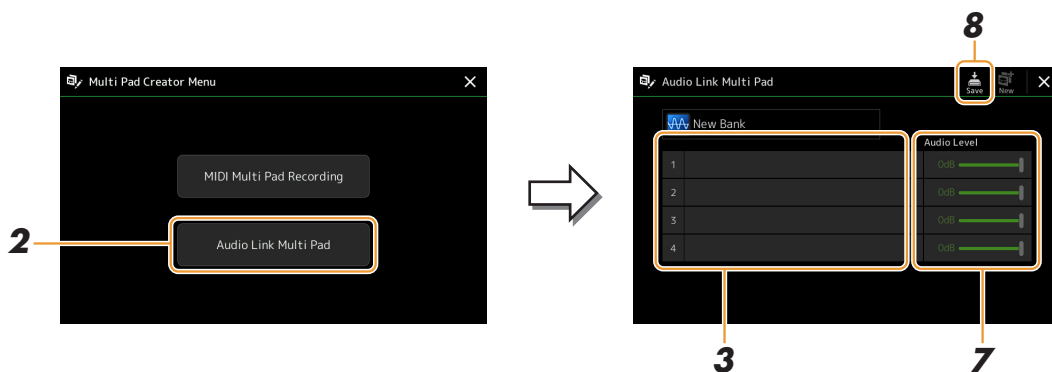 8
Multi Pad Creator Menu
MIDI Multi Pad Recording
Audio Link Multi Pad
2
Audio Link Multi Pad
Save
New
New Bank
Audio Level
1
0dB
2
0dB
3
0dB
4
0dB
3
7